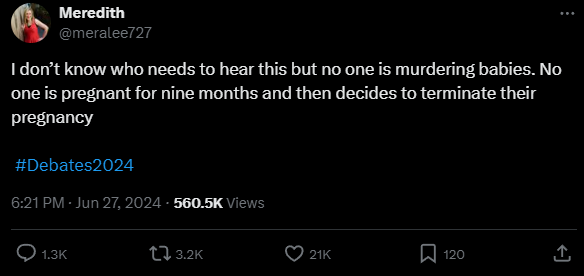 Meredith
@meralee727
I don’t know who needs to hear this but no one is murdering babies. No
one is pregnant for nine months and then decides to terminate their
pregnancy
#Debates2024
6:21 PM · Jun 27, 2024 · 560.5K Views
1.3K 3.2K 21K 120